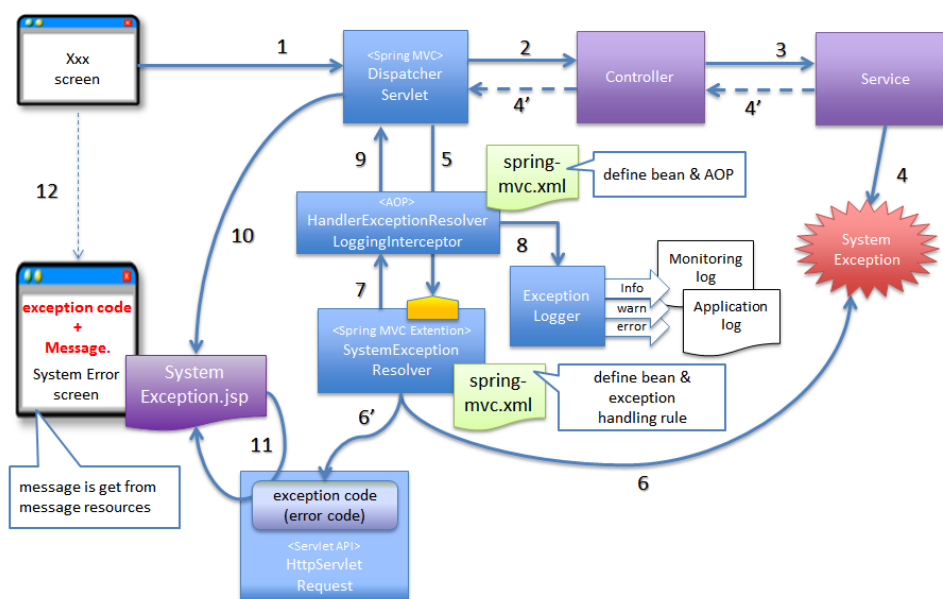 Xxx
screen
1
<Spring MVC>
Dispatcher
Servlet
2
4’
Controller
3
4’
Service
12
9
5
spring-
mvc.xml
define bean & AOP
4
10
<AOP>
HandlerExceptionResolver
LoggingInterceptor
8
System
Exception
7
Exception
Logger
Info
warn
error
Monitoring
log
Application
log
exception code
+
Message.
System Error
screen
<Spring MVC Extention>
SystemException
Resolver
System
Exception.jsp
spring-
mvc.xml
define bean &
exception
handling rule
6’
11
6
message is get from
message resources
exception code
(error code)
<Servlet API>
HttpServlet
Request